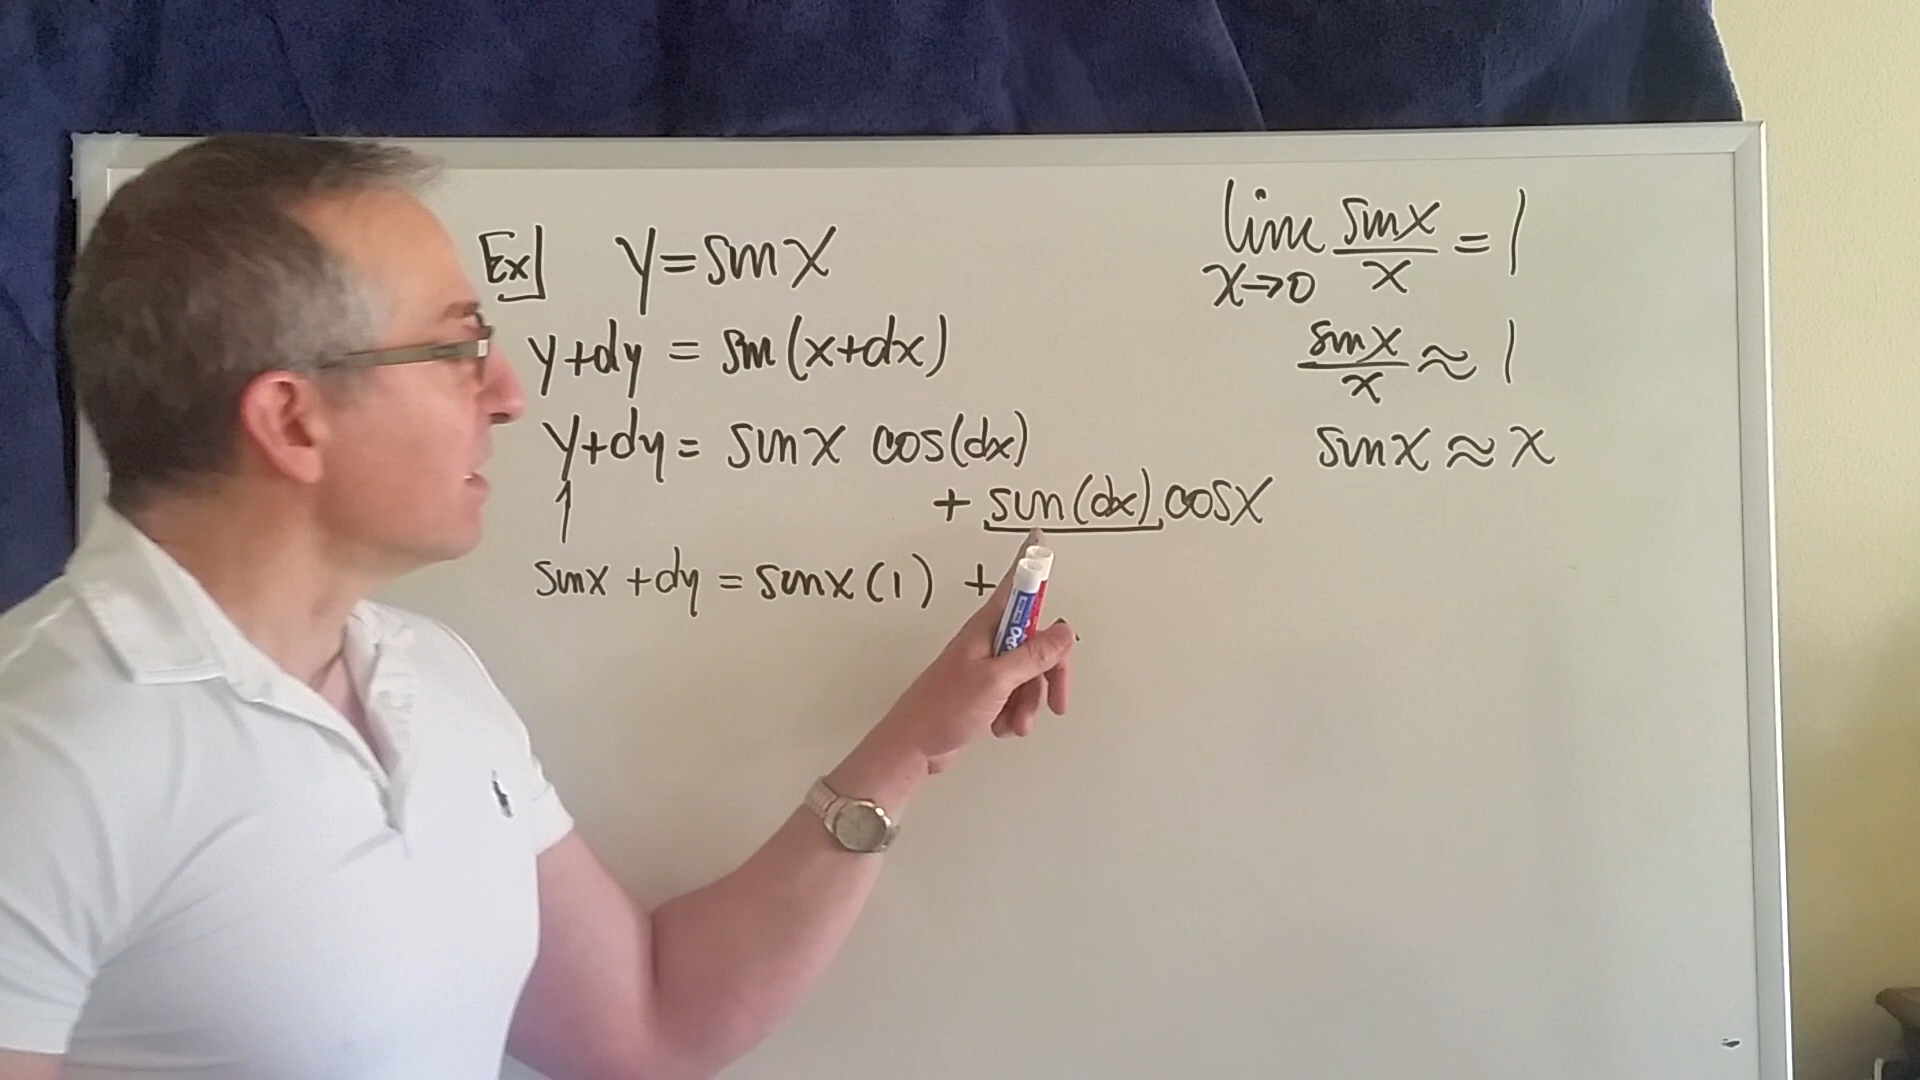 Ex] y = sin x
y+dy = sin(x+dx)
y+dy = sin x cos(dx)
+ sin(dx) cos x
sin x + dy = sin x (1) +
lim sin x / x = 1
x→0
sin x / x ≈ 1
sin x ≈ x